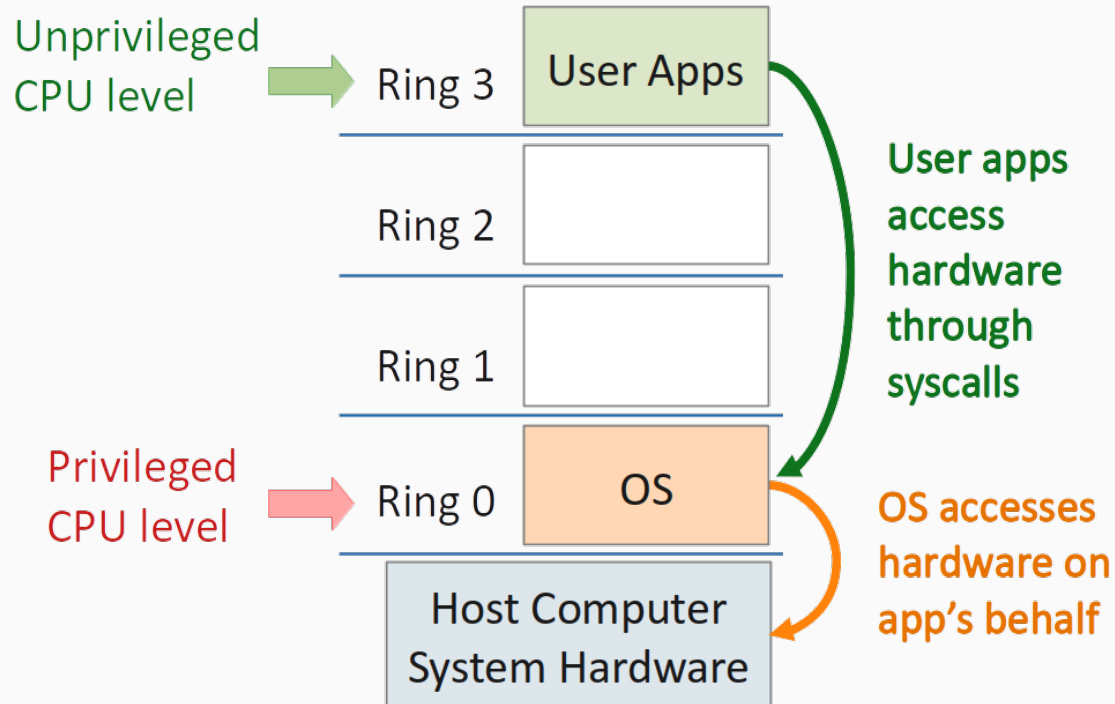 Unprivileged
CPU level
Ring 3
User Apps
Ring 2
Ring 1
User apps
access
hardware
through
syscalls
Privileged
CPU level
Ring 0
OS
OS accesses
hardware on
app's behalf
Host Computer
System Hardware